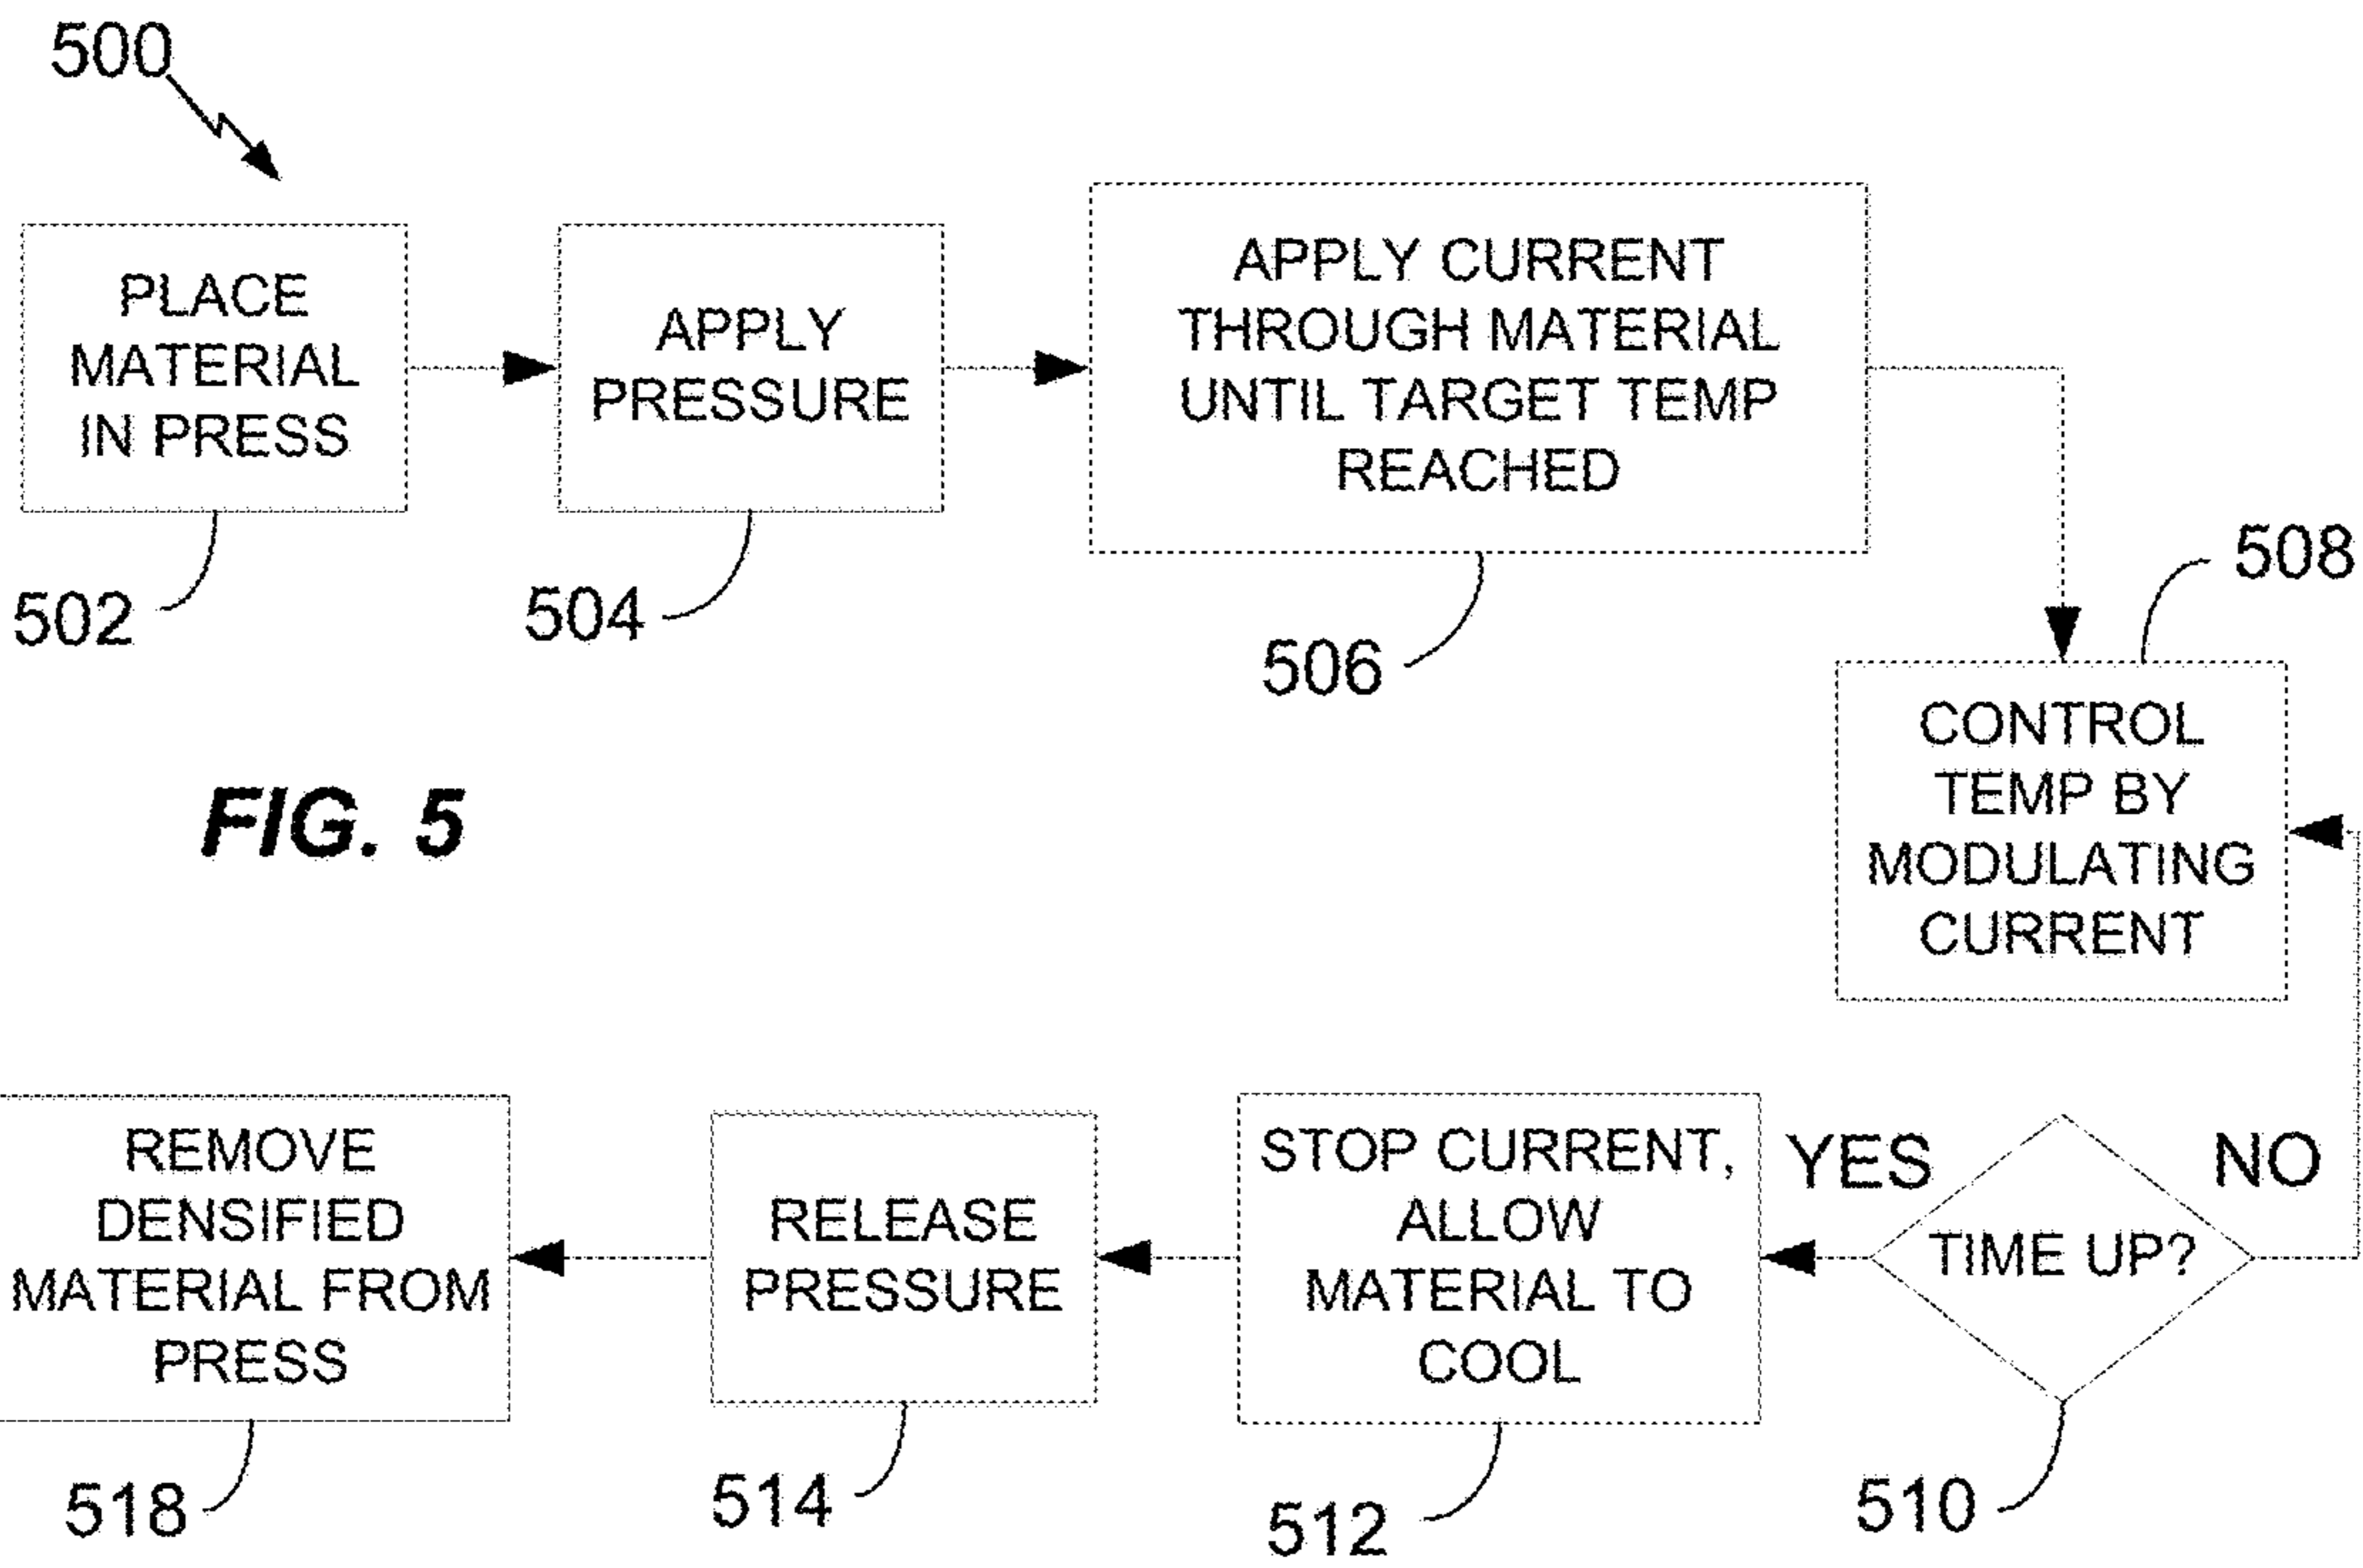 500
PLACE
MATERIAL
IN PRESS
502
APPLY
PRESSURE
504
APPLY CURRENT
THROUGH MATERIAL
UNTIL TARGET TEMP
REACHED
506
508
CONTROL
TEMP BY
MODULATING
CURRENT
FIG. 5
NO
TIME UP?
510
YES
STOP CURRENT,
ALLOW
MATERIAL TO
COOL
512
RELEASE
PRESSURE
514
REMOVE
DENSIFIED
MATERIAL FROM
PRESS
518